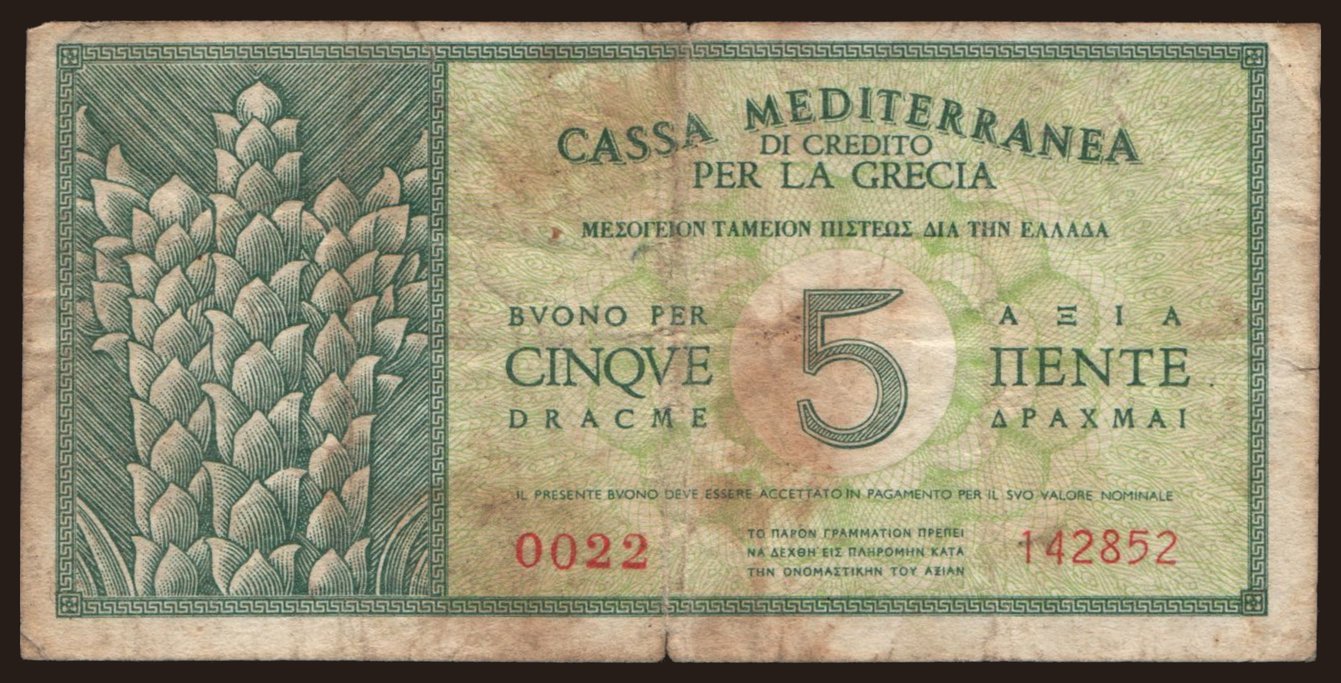 CASSA MEDITERRANEA
DI CREDITO
PER LA GRECIA
ΜΕΣΟΓΕΙΟΝ ΤΑΜΕΙΟΝ ΠΙΣΤΕΩΣ ΔΙΑ ΤΗΝ ΕΛΛΑΔΑ
BVONO PER
CINQVE
DRACME
5
ΑΞΙΑ
ΠΕΝΤΕ
ΔΡΑΧΜΑΙ
IL PRESENTE BVONO DEVE ESSERE ACCETTATO IN PAGAMENTO PER IL SVO VALORE NOMINALE
0022
ΤΟ ΠΑΡΟΝ ΓΡΑΜΜΑΤΙΟΝ ΠΡΕΠΕΙ
ΝΑ ΔΕΧΘΗ ΕΙΣ ΠΛΗΡΟΜΗΝ ΚΑΤΑ
ΤΗΝ ΟΝΟΜΑΣΤΙΚΗΝ ΤΟΥ ΑΞΙΑΝ
142852